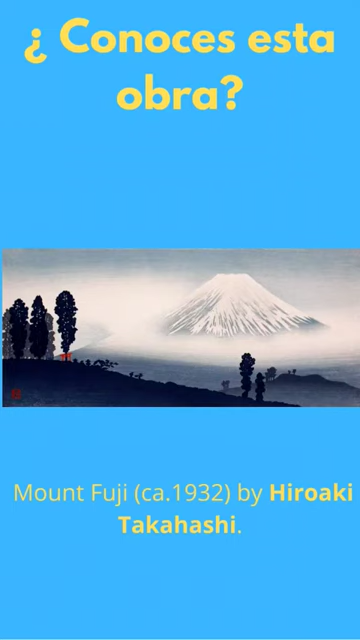 ¿ Conoces esta
obra?
Mount Fuji (ca.1932) by Hiroaki
Takahashi.